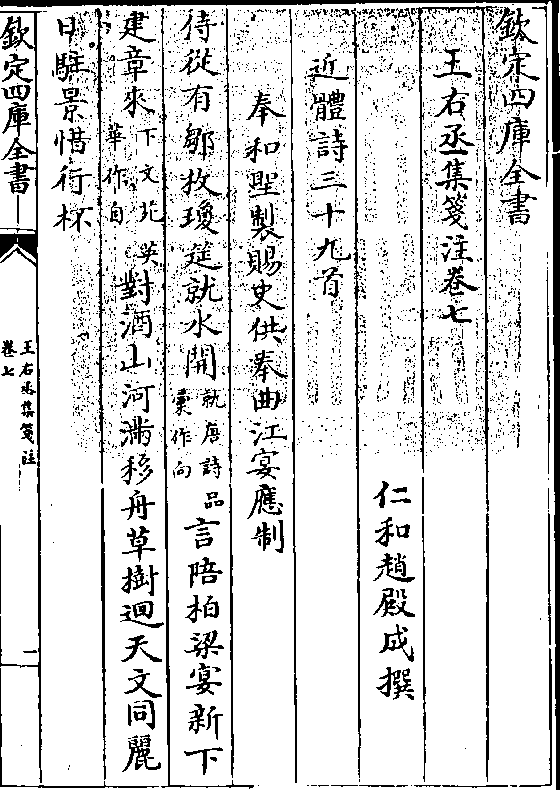 欽定四庫全書
王右丞集箋注卷七
仁和趙殿成撰
近體詩三十九首
奉和聖製賜史供奉曲江宴應制
侍從有鄒枚瓊筵就水開就唐詩品彚作向言陪柏梁宴新下
建章來下文苑英華作自對酒山河滿移舟草樹迴天文同麗
日駐景惜行杯
欽定四庫全書
王右丞集箋注
卷七
一